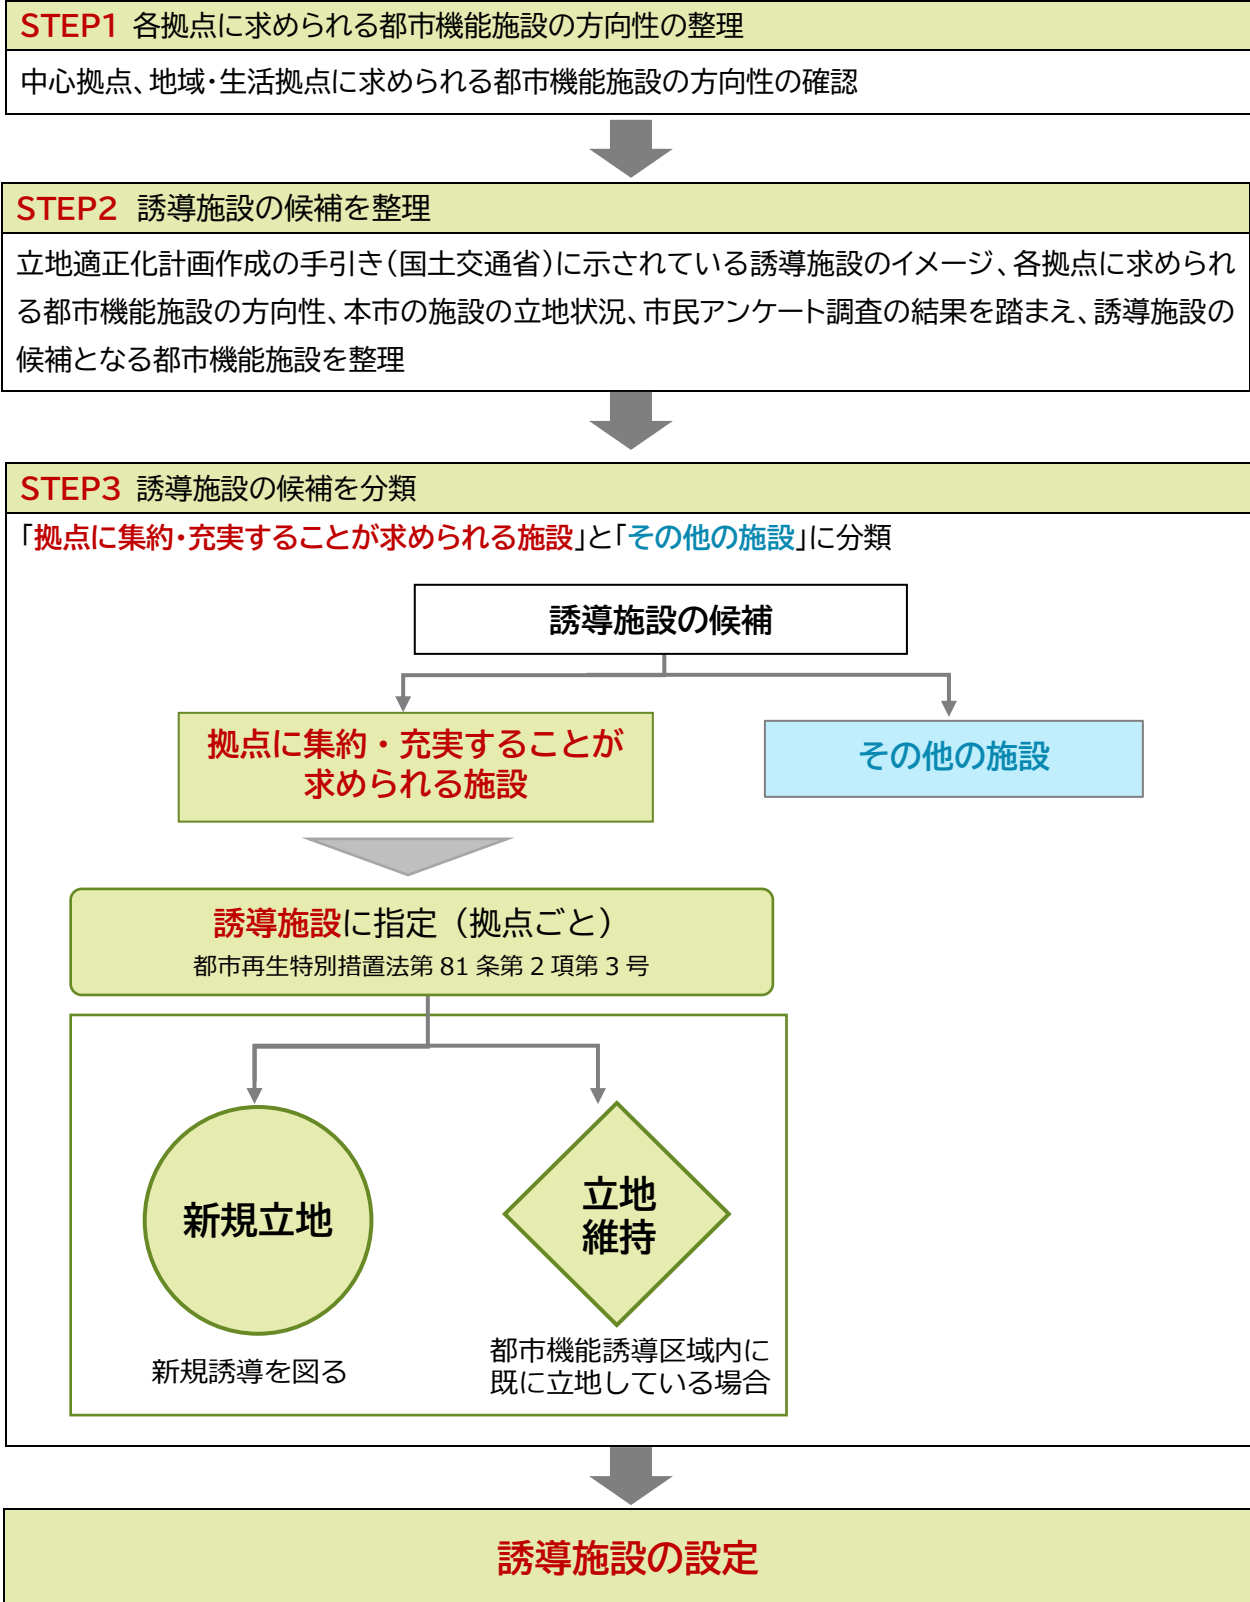 STEP1 各拠点に求められる都市機能施設の方向性の整理
中心拠点、地域・生活拠点に求められる都市機能施設の方向性の確認
STEP2 誘導施設の候補を整理
立地適正化計画作成の手引き(国土交通省)に示されている誘導施設のイメージ、各拠点に求められ
る都市機能施設の方向性、本市の施設の立地状況、市民アンケート調査の結果を踏まえ、誘導施設の
候補となる都市機能施設を整理
STEP3 誘導施設の候補を分類
「拠点に集約・充実することが求められる施設」と「その他の施設」に分類
誘導施設の候補
拠点に集約・充実することが
求められる施設
その他の施設
誘導施設に指定（拠点ごと）
都市再生特別措置法第 81 条第 2 項第 3 号
新規立地
立地
維持
新規誘導を図る
都市機能誘導区域内に
既に立地している場合
誘導施設の設定